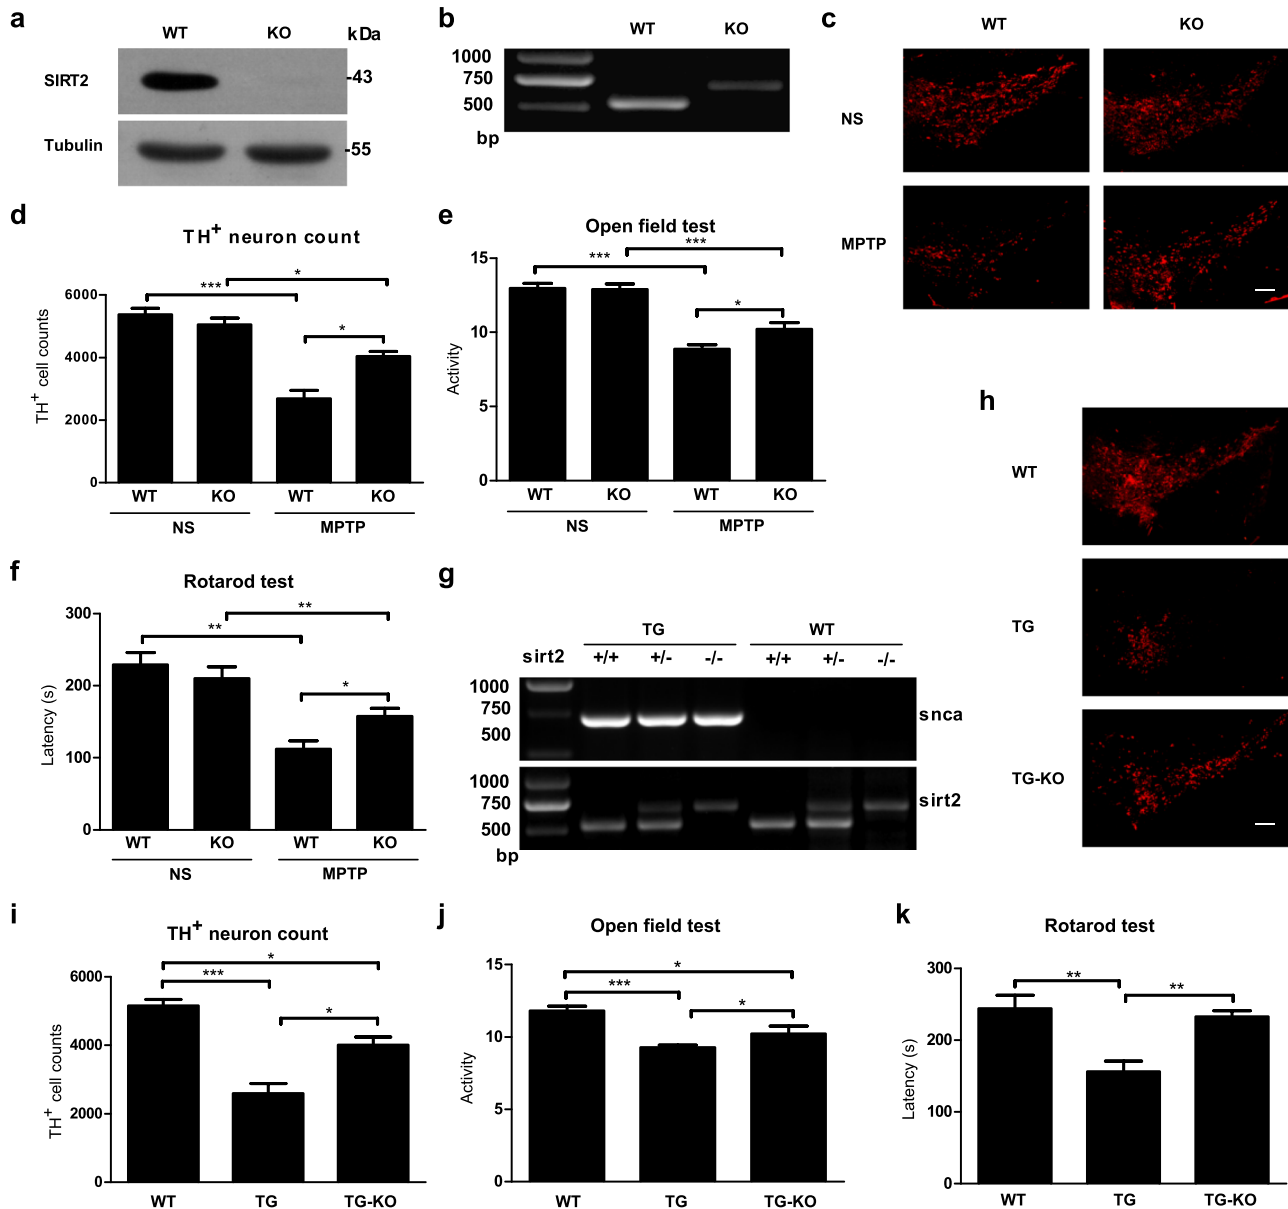 a
WT KO kDa
SIRT2 -43
Tubulin -55
b
WT KO
1000
750
500
bp
c
WT KO
NS
MPTP
d
TH+ neuron count
*
***
*
6000
4000
2000
0
TH+ cell counts
WT KO WT KO
NS MPTP
e
Open field test
***
***
*
15
10
5
0
Activity
WT KO WT KO
NS MPTP
f
Rotarod test
**
**
*
300
200
100
0
Latency (s)
WT KO WT KO
NS MPTP
g
TG WT
sirt2 +/+ +/- -/- +/+ +/- -/-
1000
750
500
snca
1000
750
500
bp
sirt2
h
WT
TG
TG-KO
i
TH+ neuron count
*
***
*
6000
4000
2000
0
TH+ cell counts
WT TG TG-KO
j
Open field test
*
***
*
15
10
5
0
Activity
WT TG TG-KO
k
Rotarod test
** **
300
200
100
0
Latency (s)
WT TG TG-KO